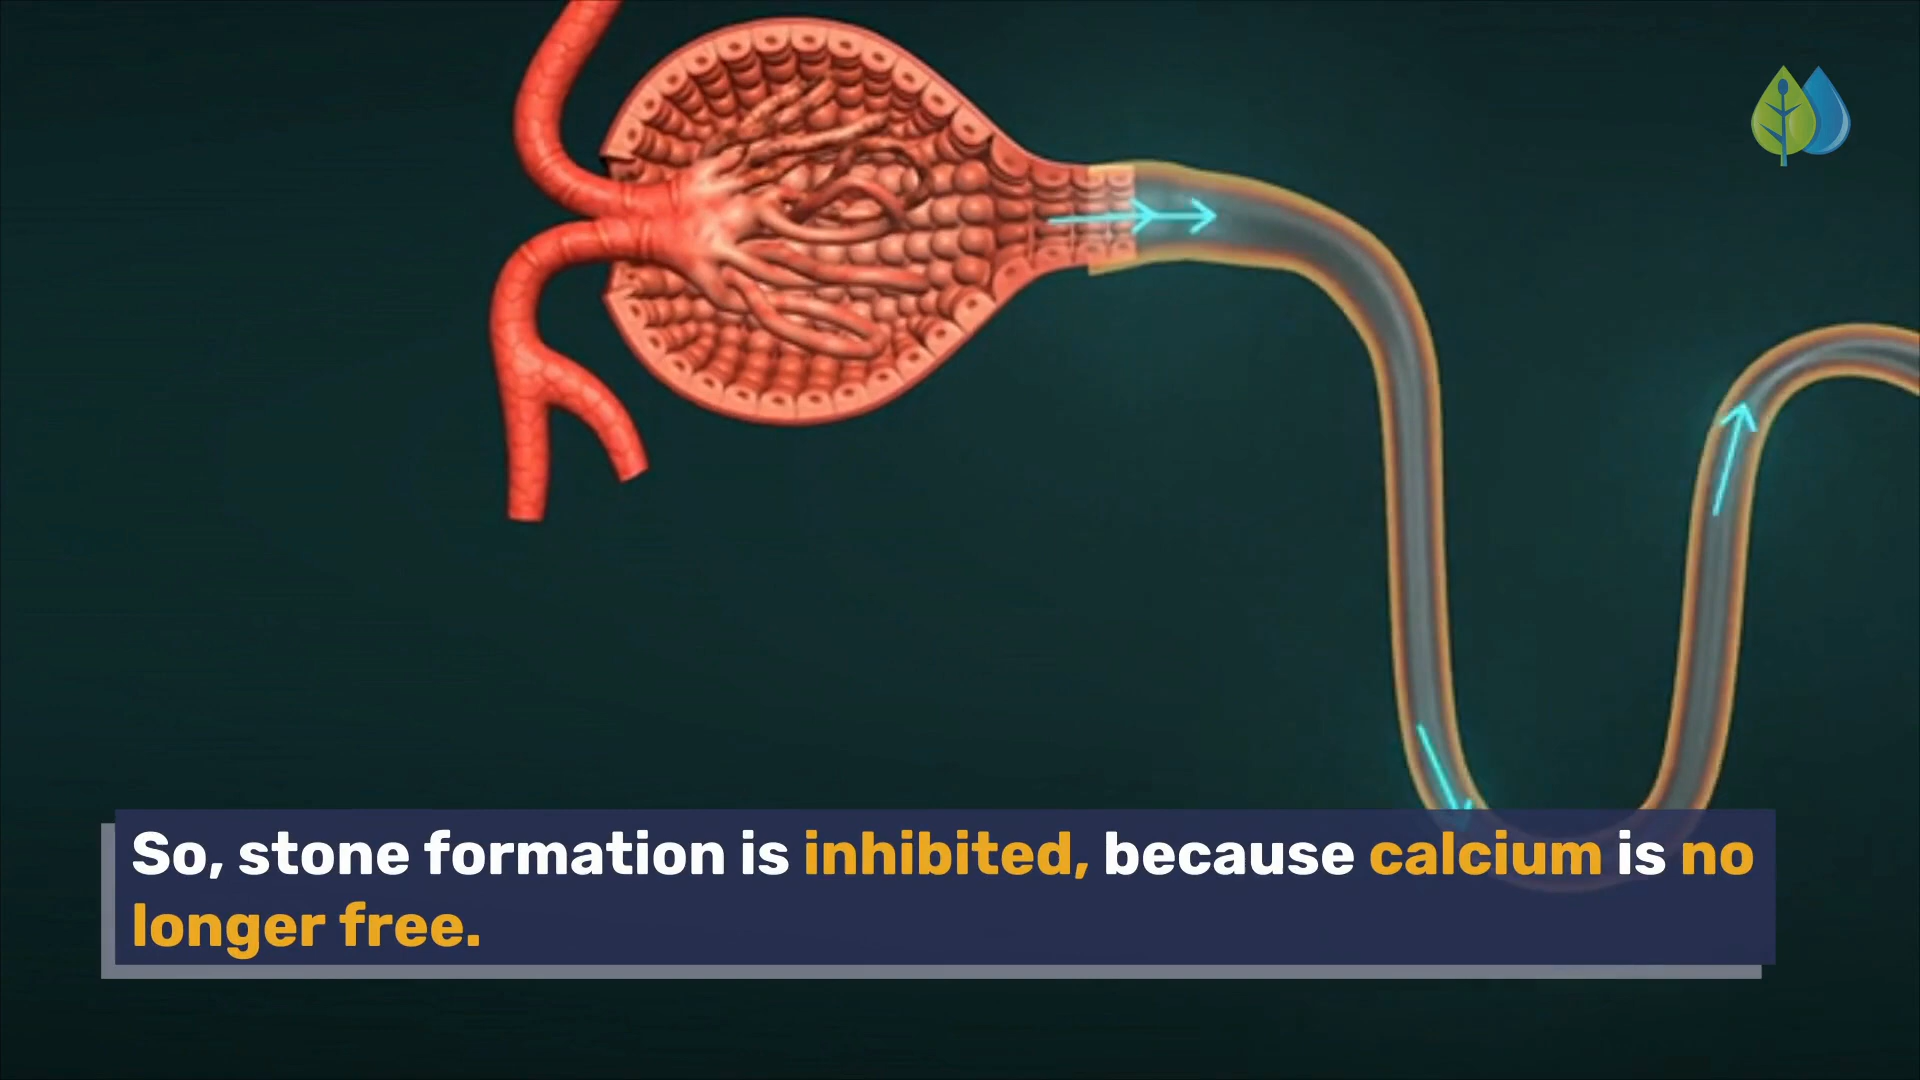 So, stone formation is inhibited, because calcium is no
longer free.